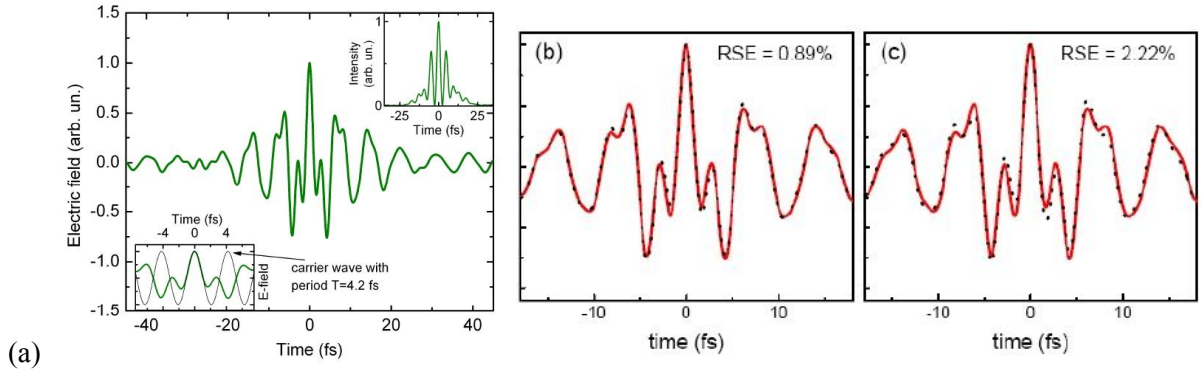 1.5
1.0
0.5
0.0
-0.5
-1.0
-1.5
Electric field (arb. un.)
-40 -20 0 20 40
Time (fs)
1
0
Intensity
(arb. un.)
-25 0 25
Time (fs)
Time (fs)
-4 0 4
E-field
carrier wave with
period T=4.2 fs
(a)
(b)
RSE = 0.89%
-10 0 10
time (fs)
(c)
RSE = 2.22%
-10 0 10
time (fs)